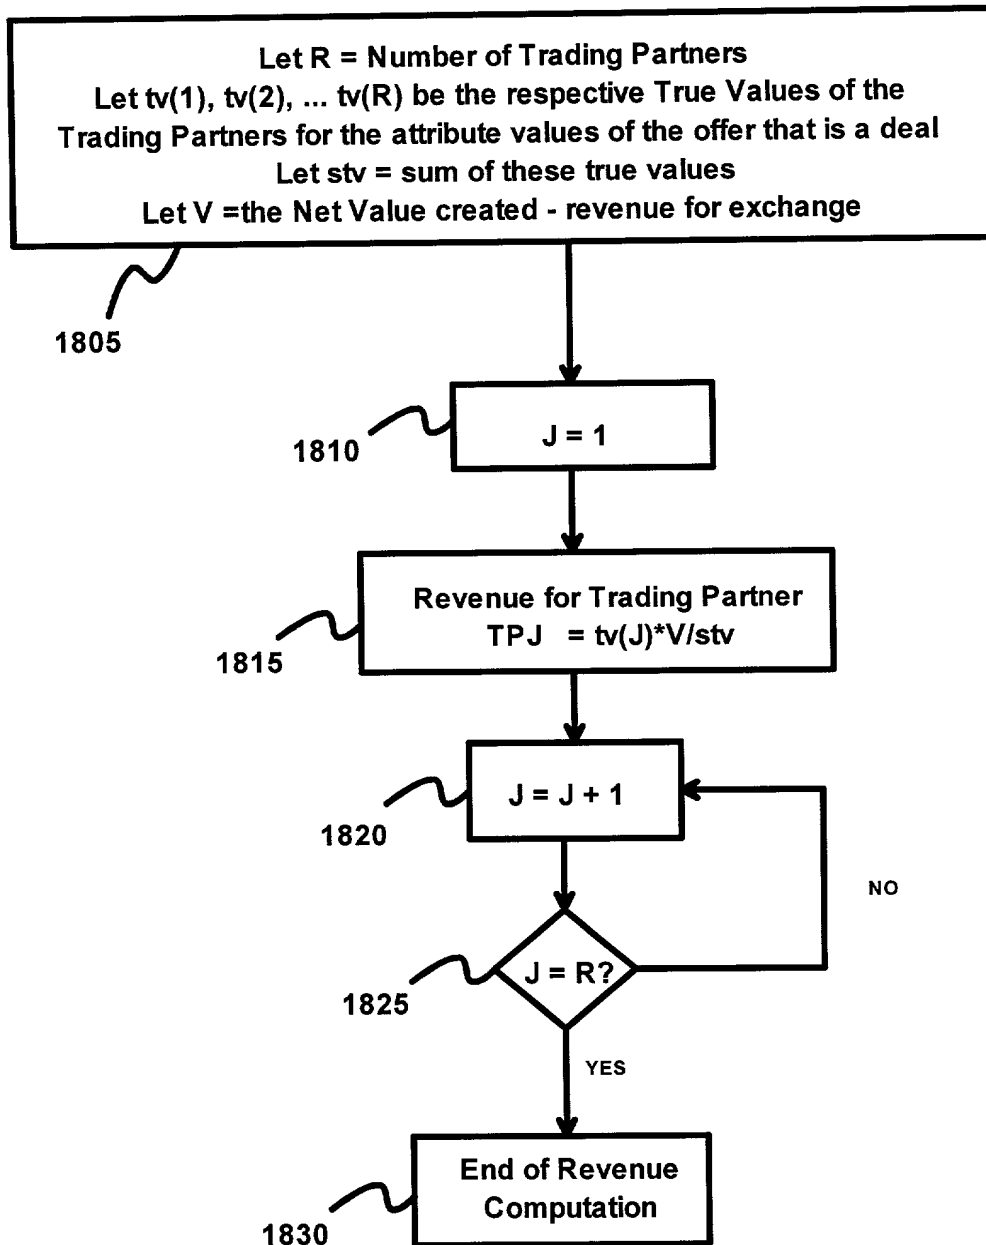 Let R = Number of Trading Partners
Let tv(1), tv(2), ... tv(R) be the respective True Values of the
Trading Partners for the attribute values of the offer that is a deal
Let stv = sum of these true values
Let V =the Net Value created - revenue for exchange
1805
J = 1
1810
Revenue for Trading Partner
TPJ = tv(J)*V/stv
1815
J = J + 1
1820
NO
J = R?
1825
YES
End of Revenue
Computation
1830